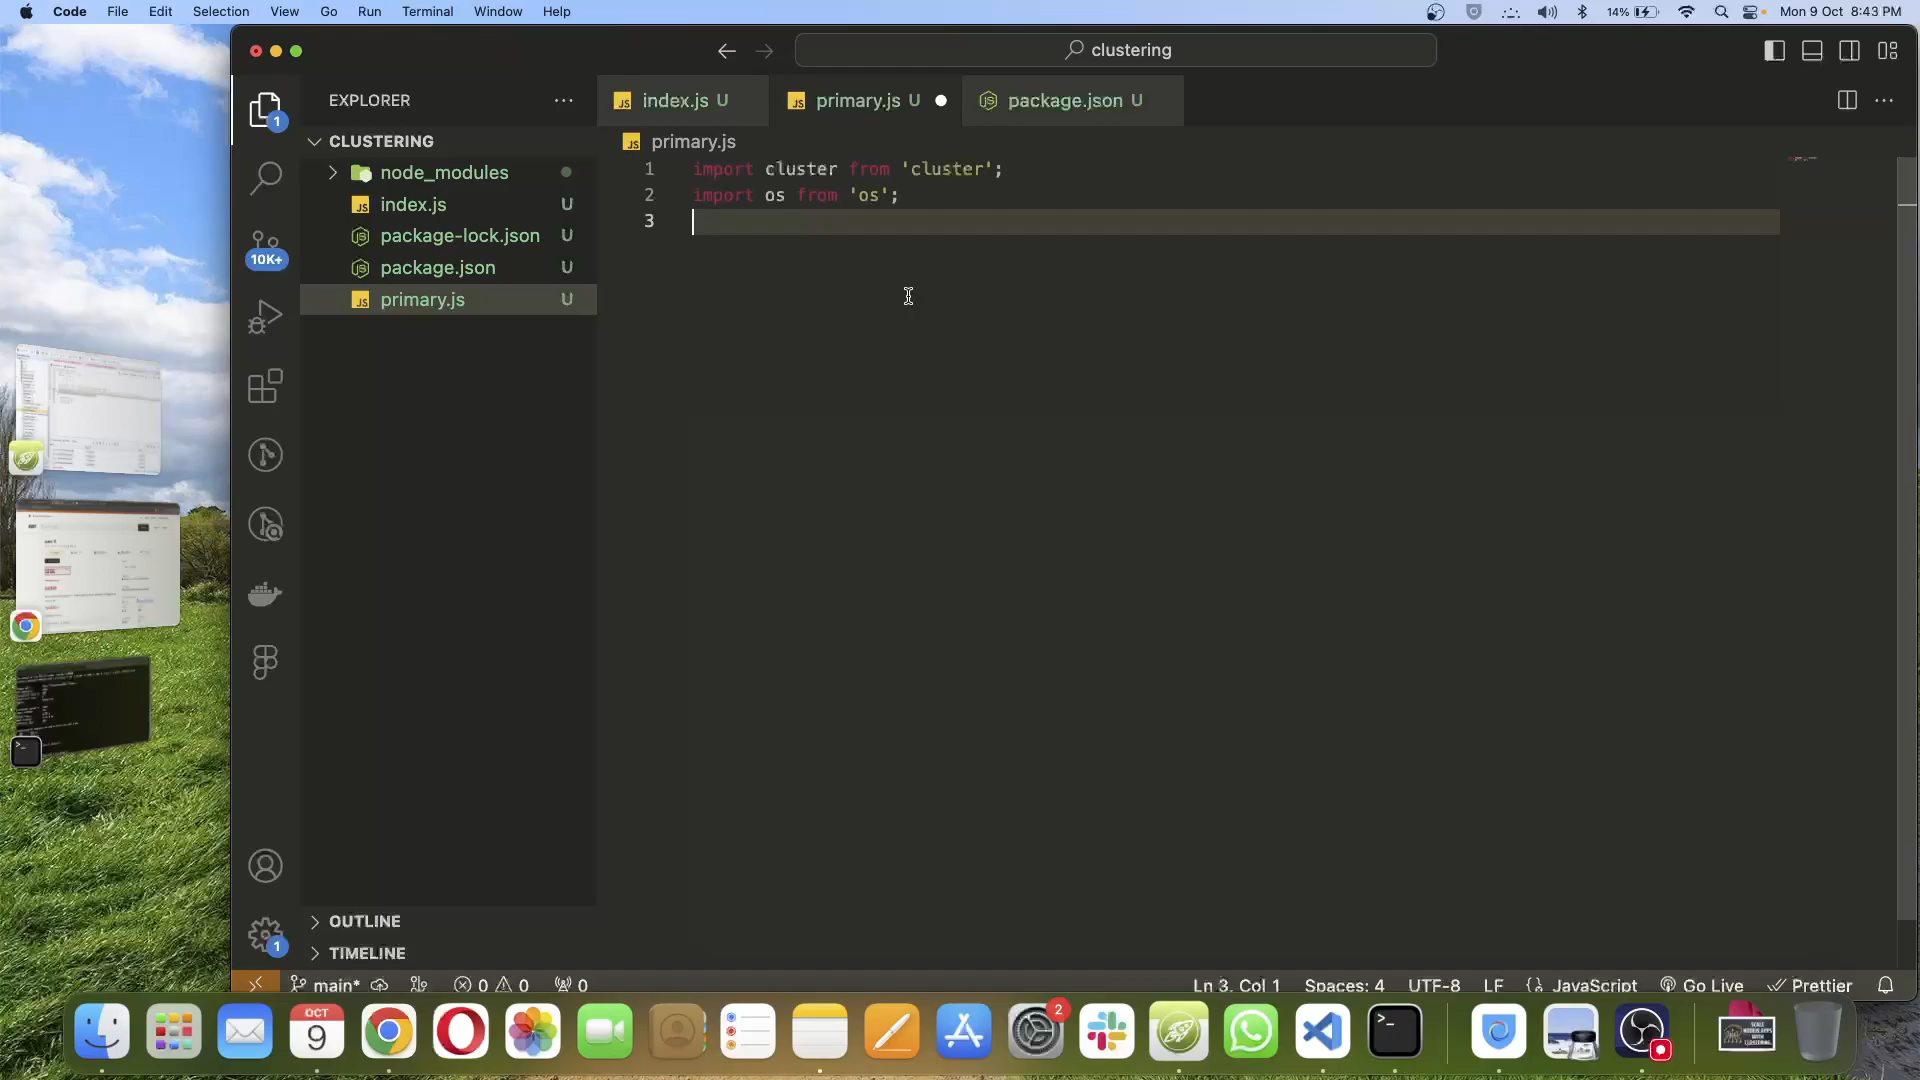 Code File Edit Selection View Go Run Terminal Window Help
14% Mon 9 Oct 8:43 PM
clustering
EXPLORER
index.js U
primary.js U
package.json U
1
CLUSTERING
primary.js
node_modules
index.js U
package-lock.json U
package.json U
primary.js U
10K+
1 import cluster from 'cluster';
2 import os from 'os';
3
OUTLINE
TIMELINE
1
main* 0 0 0
Ln 3, Col 1 Spaces: 4 UTF-8 LF JavaScript Go Live Prettier
OCT
9
2